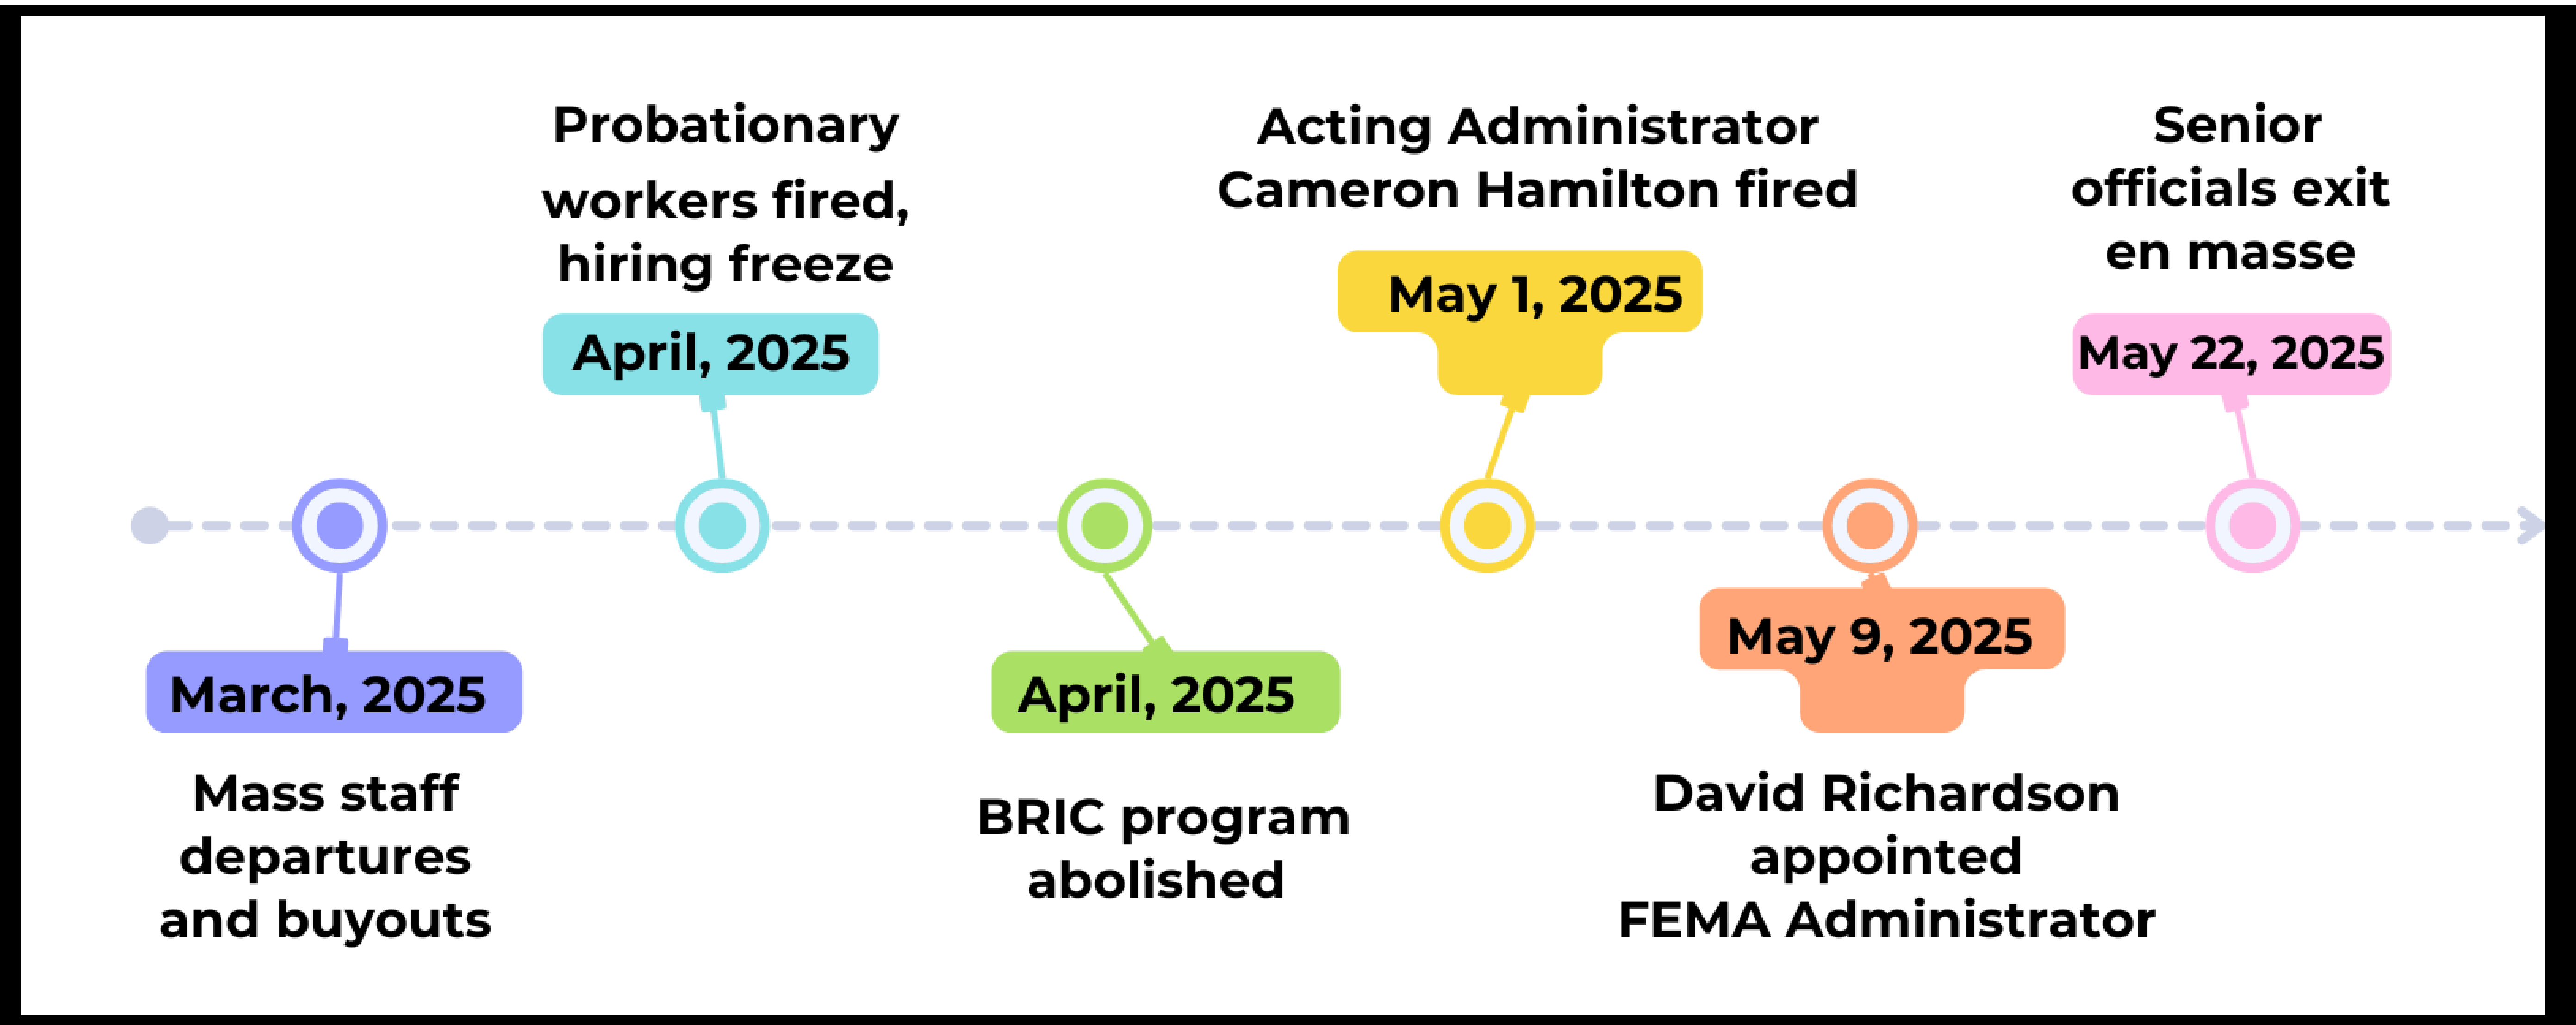 Probationary
workers fired,
hiring freeze
April, 2025
Acting Administrator
Cameron Hamilton fired
May 1, 2025
Senior
officials exit
en masse
May 22, 2025
March, 2025
Mass staff
departures
and buyouts
April, 2025
BRIC program
abolished
May 9, 2025
David Richardson
appointed
FEMA Administrator